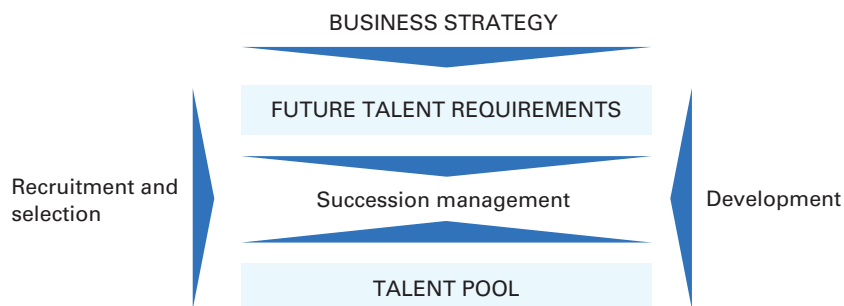 BUSINESS STRATEGY
FUTURE TALENT REQUIREMENTS
Recruitment and
selection
Succession management
Development
TALENT POOL